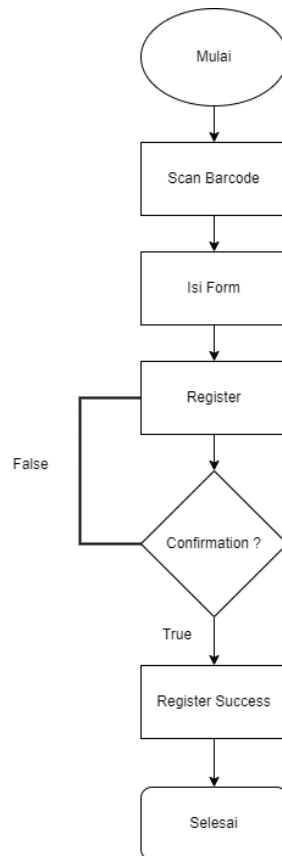 Mulai
Scan Barcode
Isi Form
Register
False
Confirmation ?
True
Register Success
Selesai